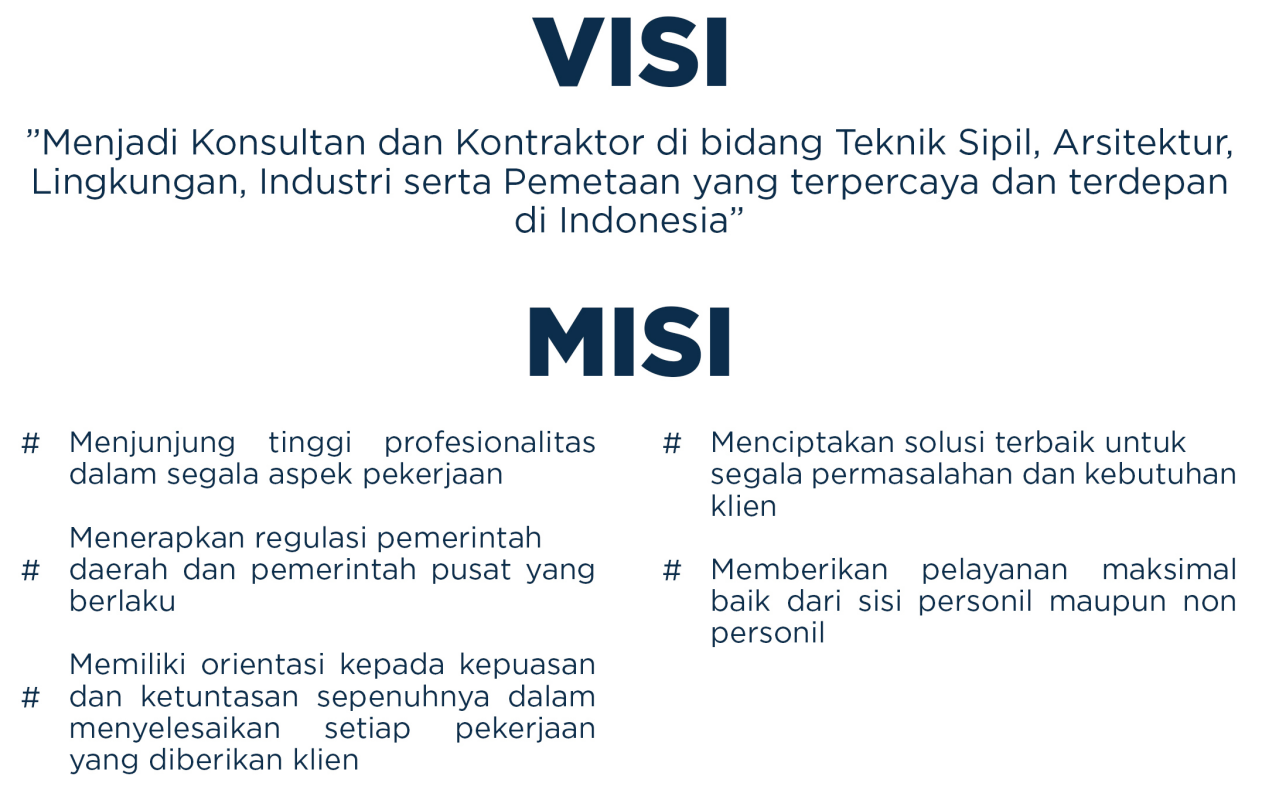 VISI
”Menjadi Konsultan dan Kontraktor di bidang Teknik Sipil, Arsitektur,
Lingkungan, Industri serta Pemetaan yang terpercaya dan terdepan
di Indonesia”
MISI
# Menjunjung tinggi profesionalitas
dalam segala aspek pekerjaan
Menerapkan regulasi pemerintah
# daerah dan pemerintah pusat yang
berlaku
Memiliki orientasi kepada kepuasan
# dan ketuntasan sepenuhnya dalam
menyelesaikan setiap pekerjaan
yang diberikan klien
# Menciptakan solusi terbaik untuk
segala permasalahan dan kebutuhan
klien
# Memberikan pelayanan maksimal
baik dari sisi personil maupun non
personil